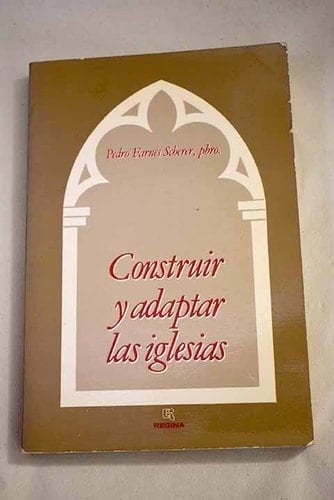 Pedro Farnés Scherer, pbro.
Construir
y adaptar
las iglesias
REGINA